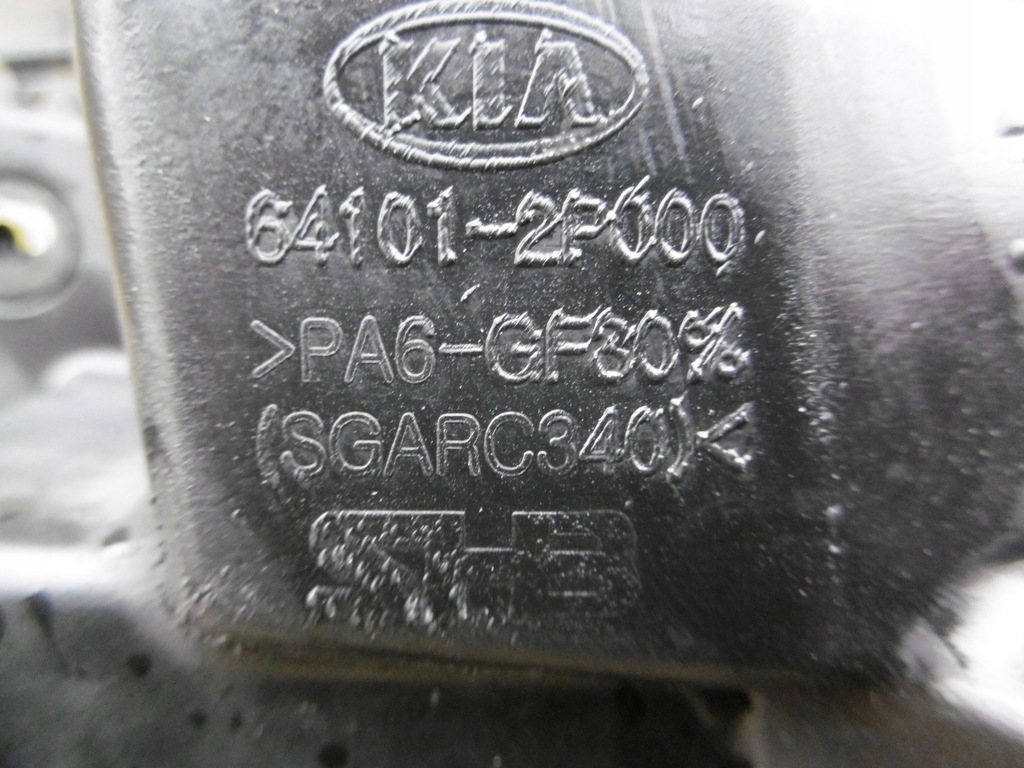 KIA
64101-2P000
>PA6-GF30%
(SGARC340)<